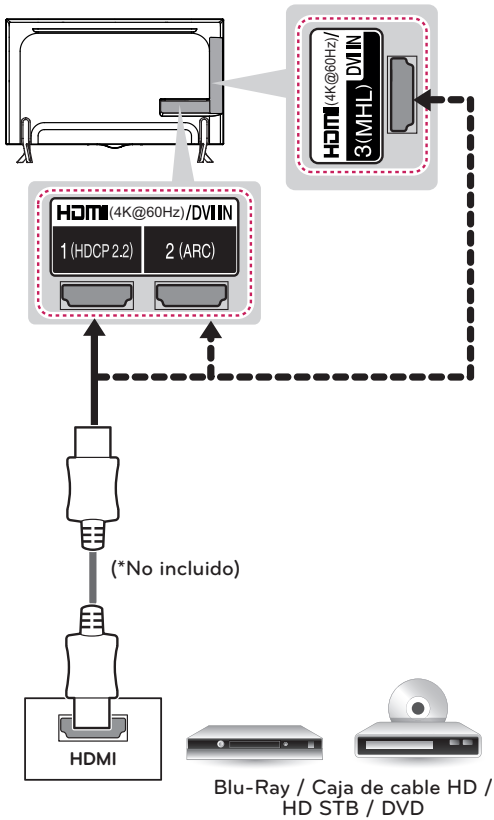 HDMI (4K@60Hz)/
DVI IN
3(MHL)
HDMI(4K@60Hz)/DVI IN
1 (HDCP 2.2)
2 (ARC)
(*No incluido)
HDMI
Blu-Ray / Caja de cable HD /
HD STB / DVD